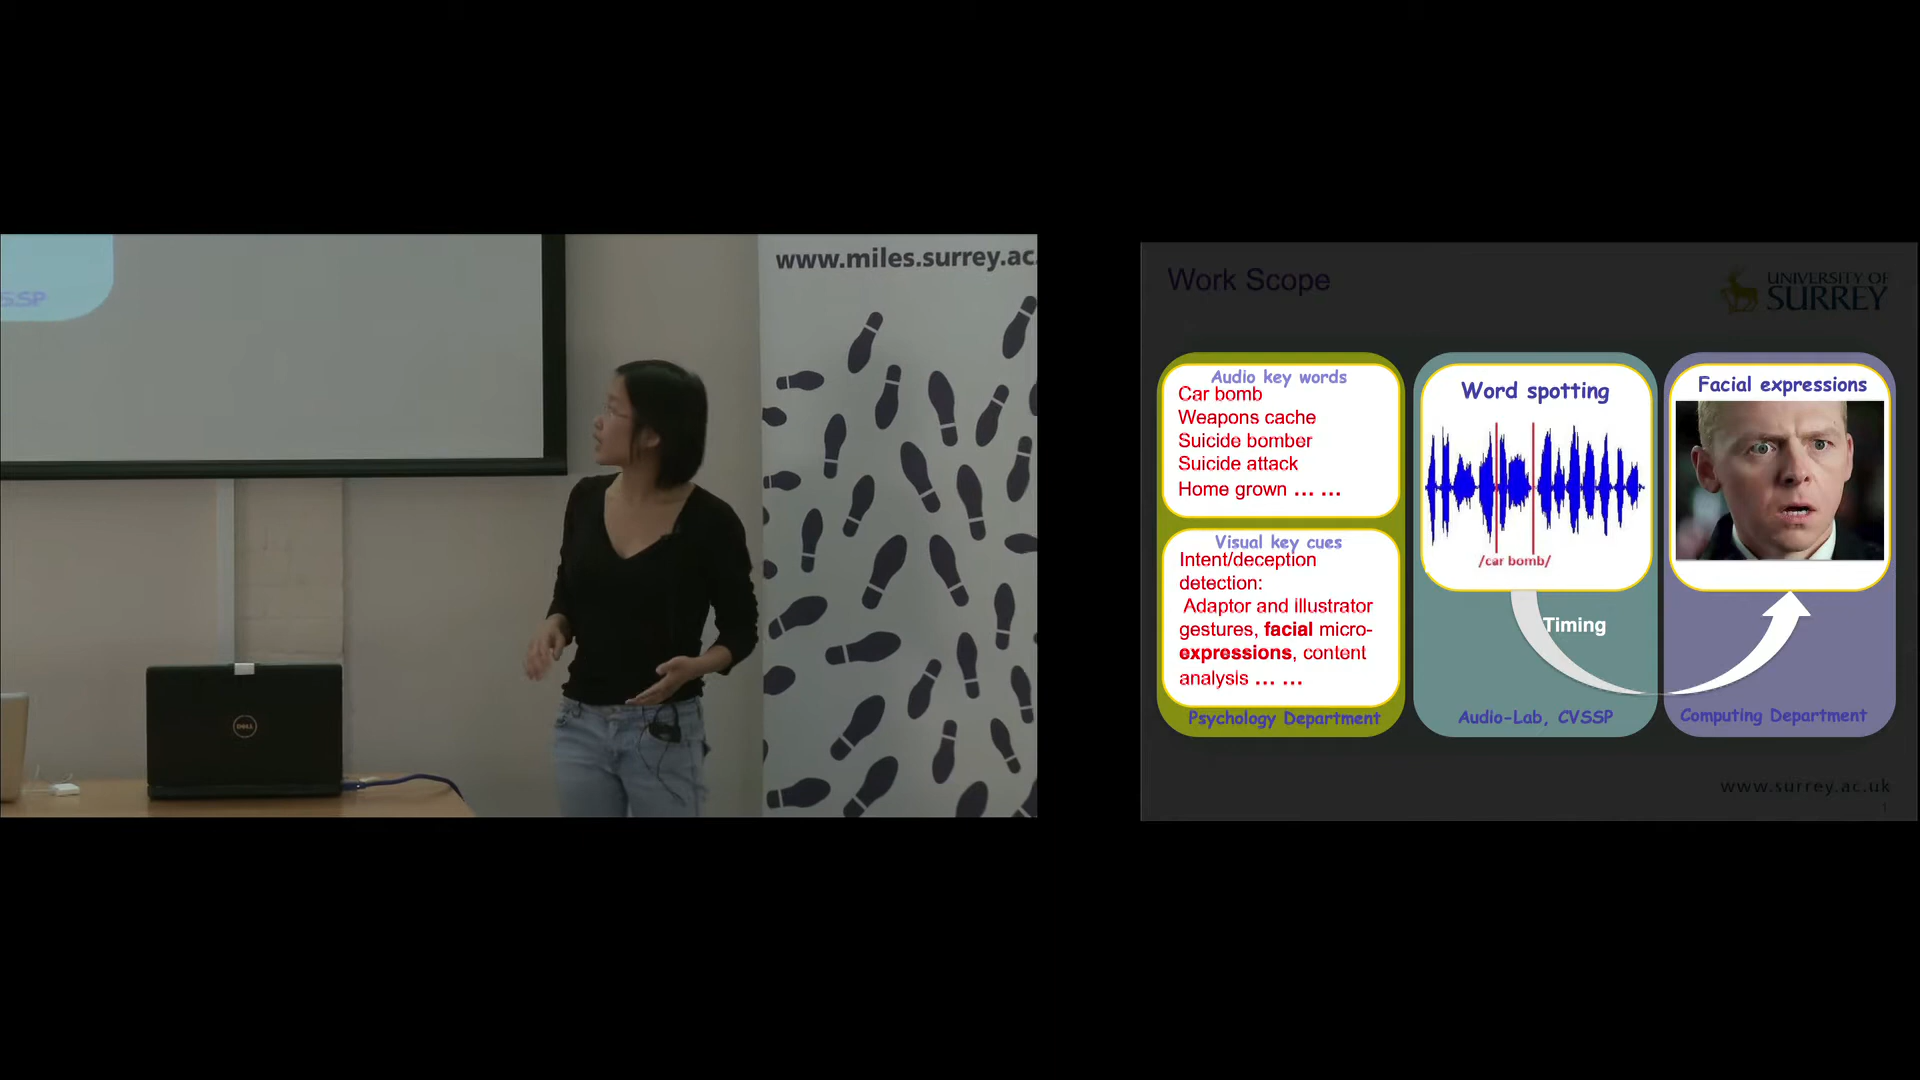 SSP
www.miles.surrey.ac.
DELL
Work Scope
UNIVERSITY OF
SURREY
Audio key words
Car bomb
Weapons cache
Suicide bomber
Suicide attack
Home grown ... ...
Visual key cues
Intent/deception
detection:
Adaptor and illustrator
gestures, facial micro-
expressions, content
analysis ... ...
Psychology Department
Word spotting
/car bomb/
Timing
Audio-Lab, CVSSP
Facial expressions
Computing Department
www.surrey.ac.uk
1